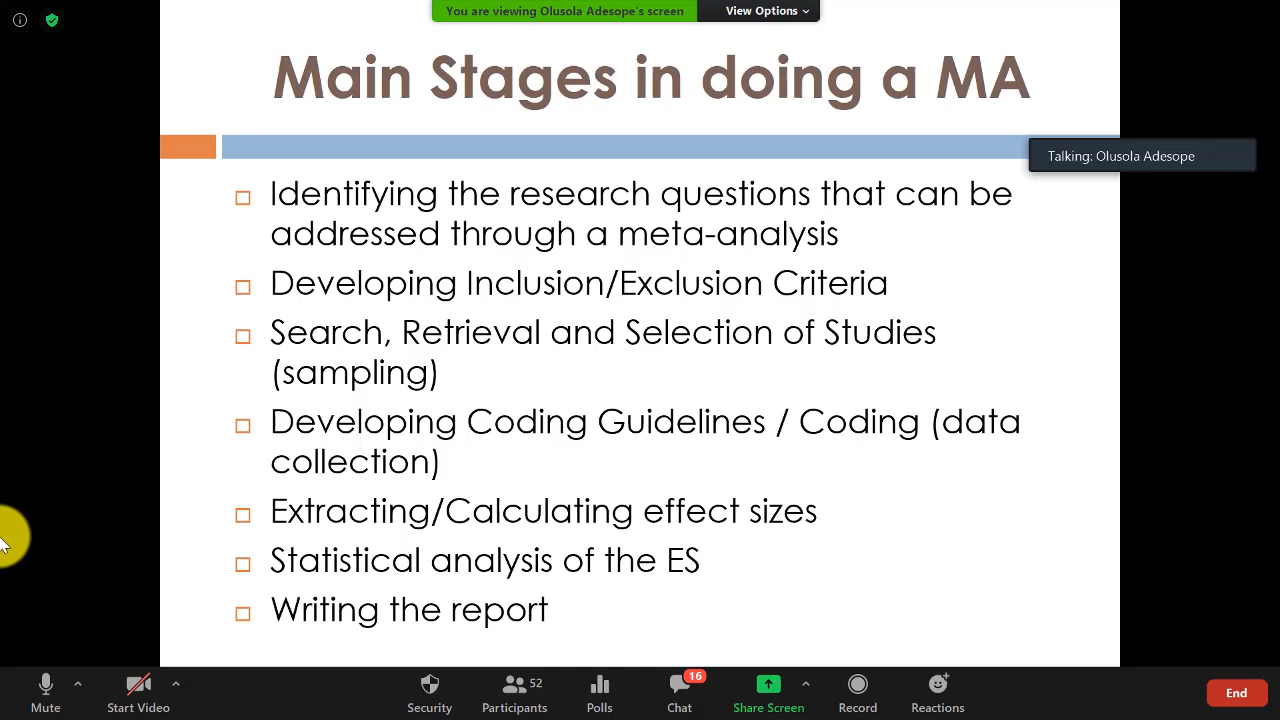 You are viewing Olusola Adesope's screen
View Options
Main Stages in doing a MA
Talking: Olusola Adesope
Identifying the research questions that can be
addressed through a meta-analysis
Developing Inclusion/Exclusion Criteria
Search, Retrieval and Selection of Studies
(sampling)
Developing Coding Guidelines / Coding (data
collection)
Extracting/Calculating effect sizes
Statistical analysis of the ES
Writing the report
Mute
Start Video
Security
52
Participants
Polls
16
Chat
Share Screen
Record
Reactions
End